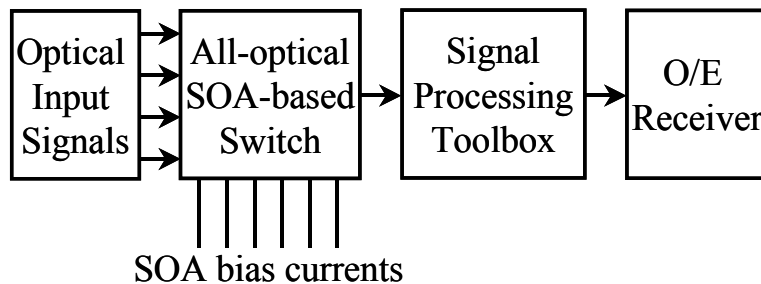 Optical
Input
Signals
All-optical
SOA-based
Switch
Signal
Processing
Toolbox
O/E
Receiver
SOA bias currents